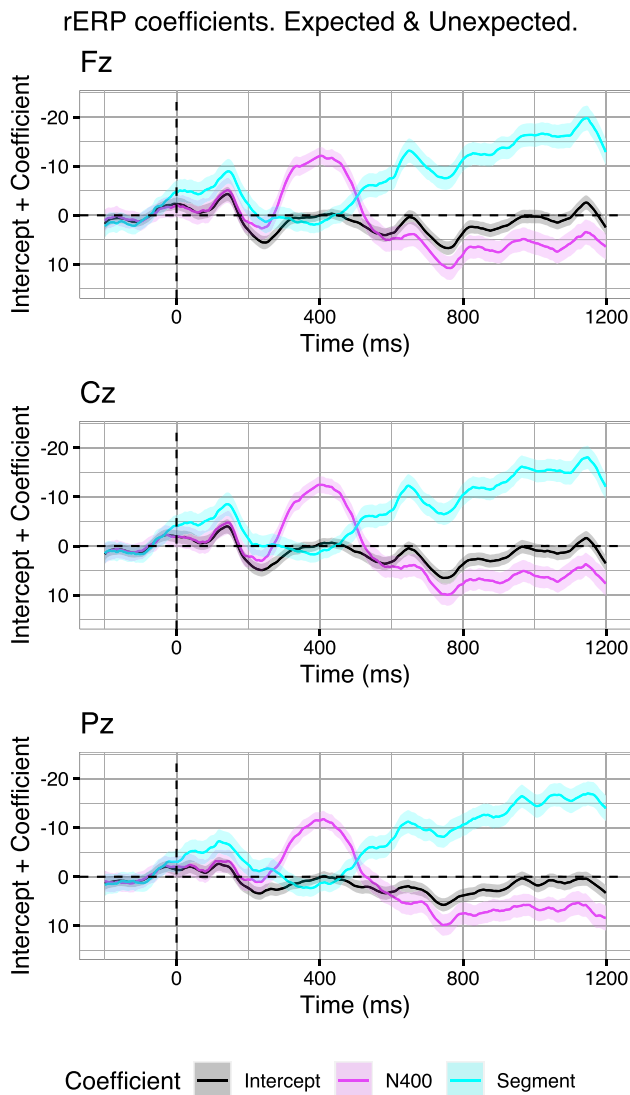 rERP coefficients. Expected & Unexpected.
Fz
Intercept + Coefficient
-20
-10
0
10
0 400 800 1200
Time (ms)
Cz
Intercept + Coefficient
-20
-10
0
10
0 400 800 1200
Time (ms)
Pz
Intercept + Coefficient
-20
-10
0
10
0 400 800 1200
Time (ms)
Coefficient Intercept N400 Segment